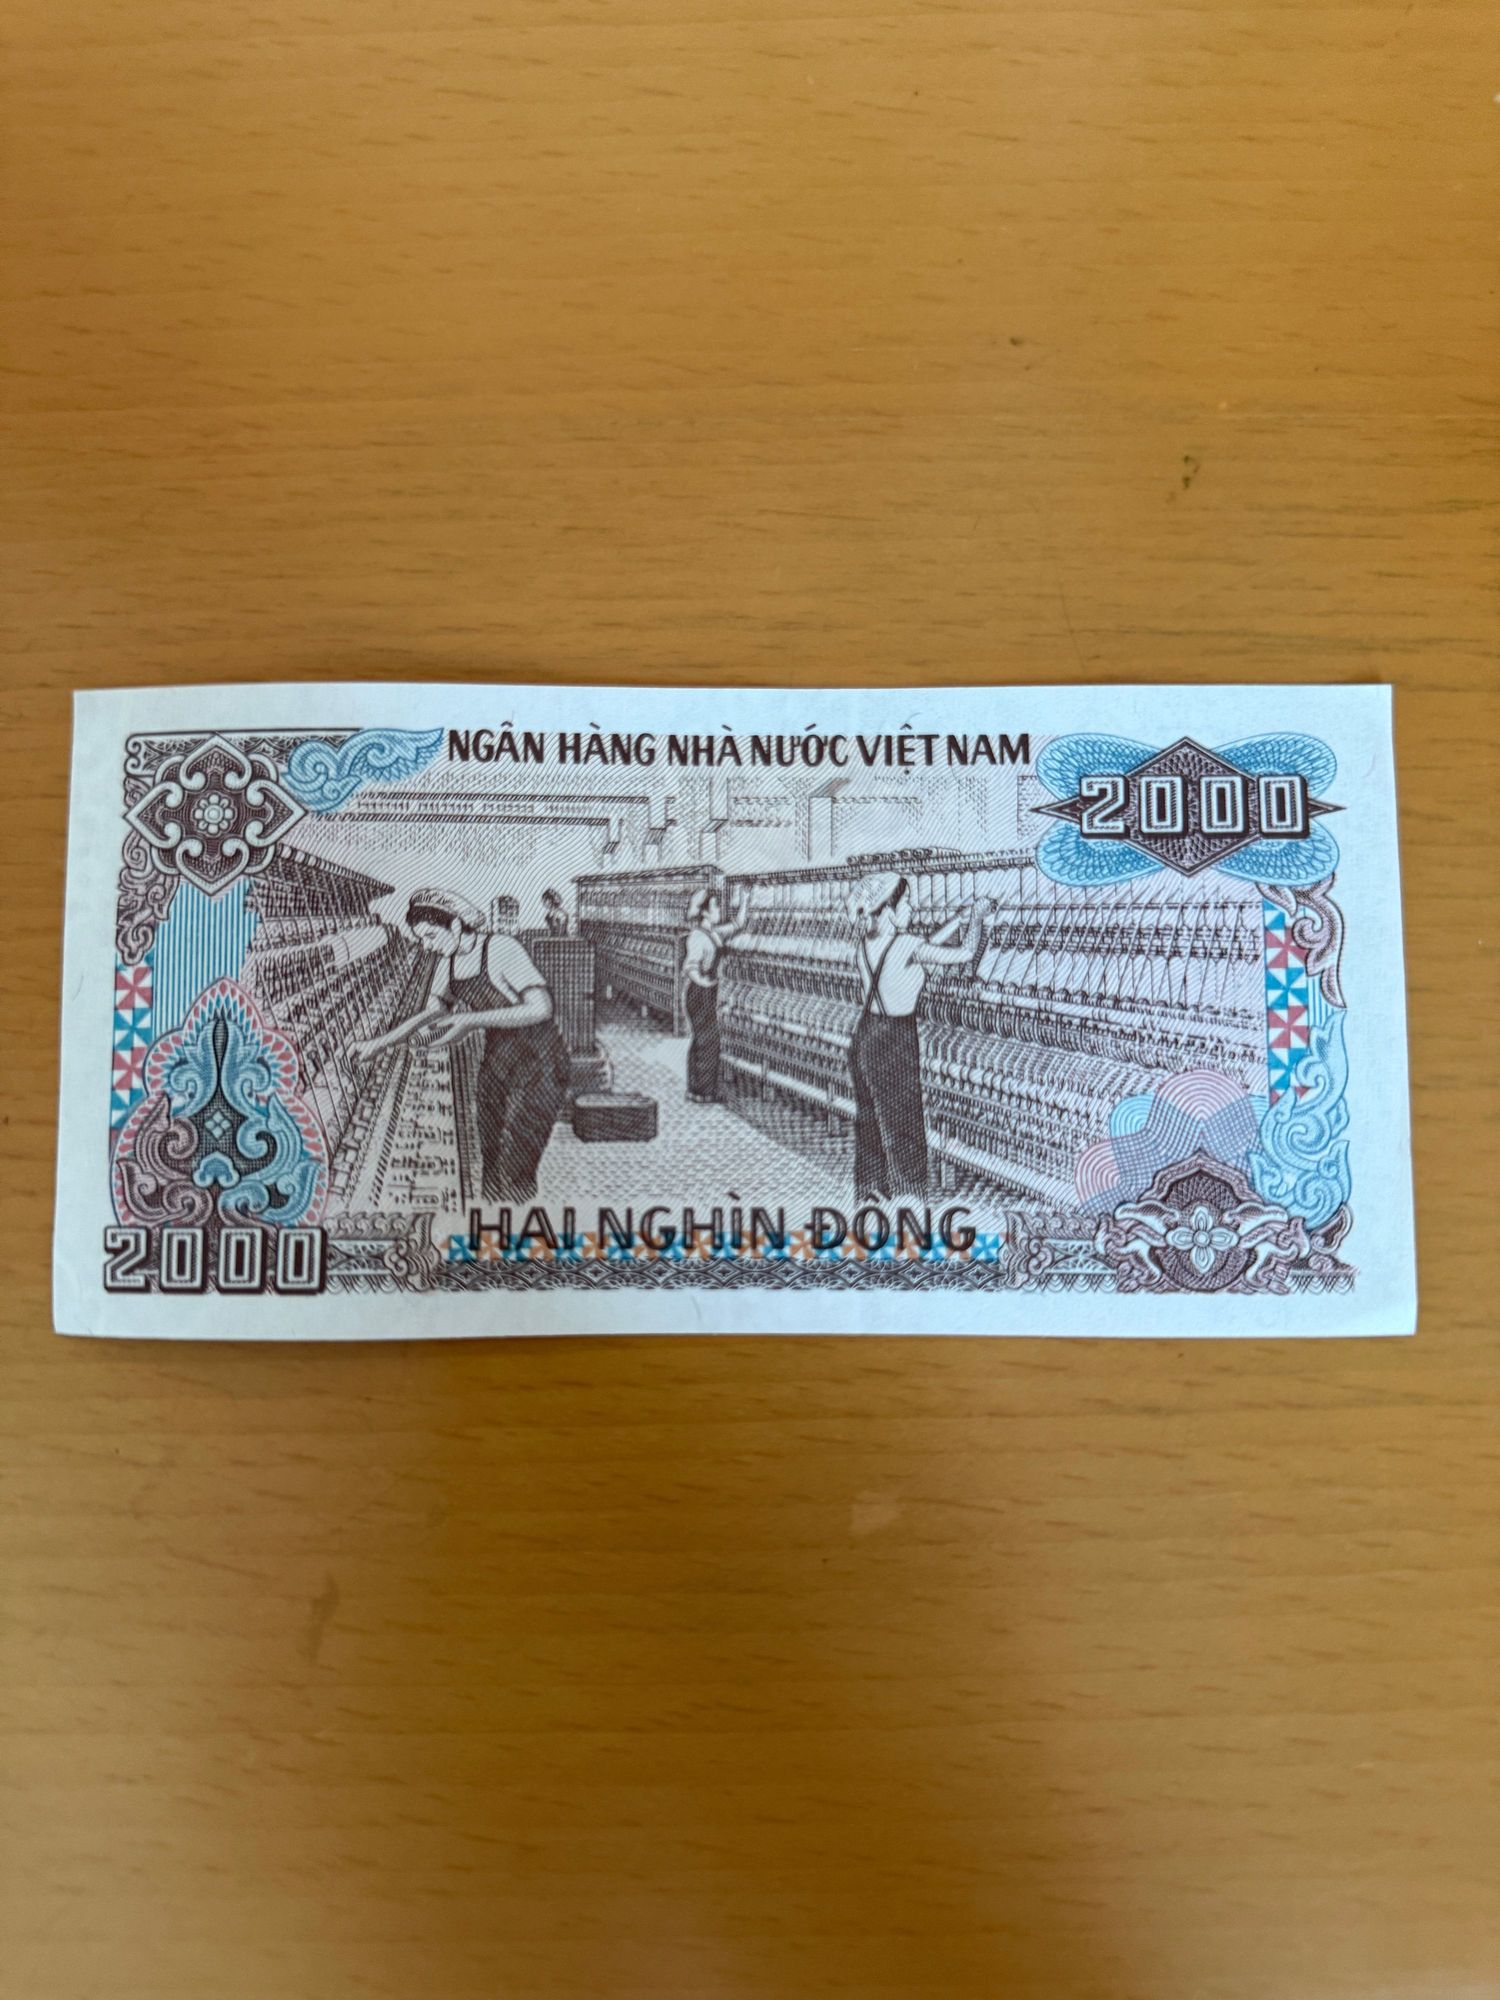 NGÂN HÀNG NHÀ NƯỚC VIỆT NAM
2000
HAI NGHÌN ĐỒNG
2000